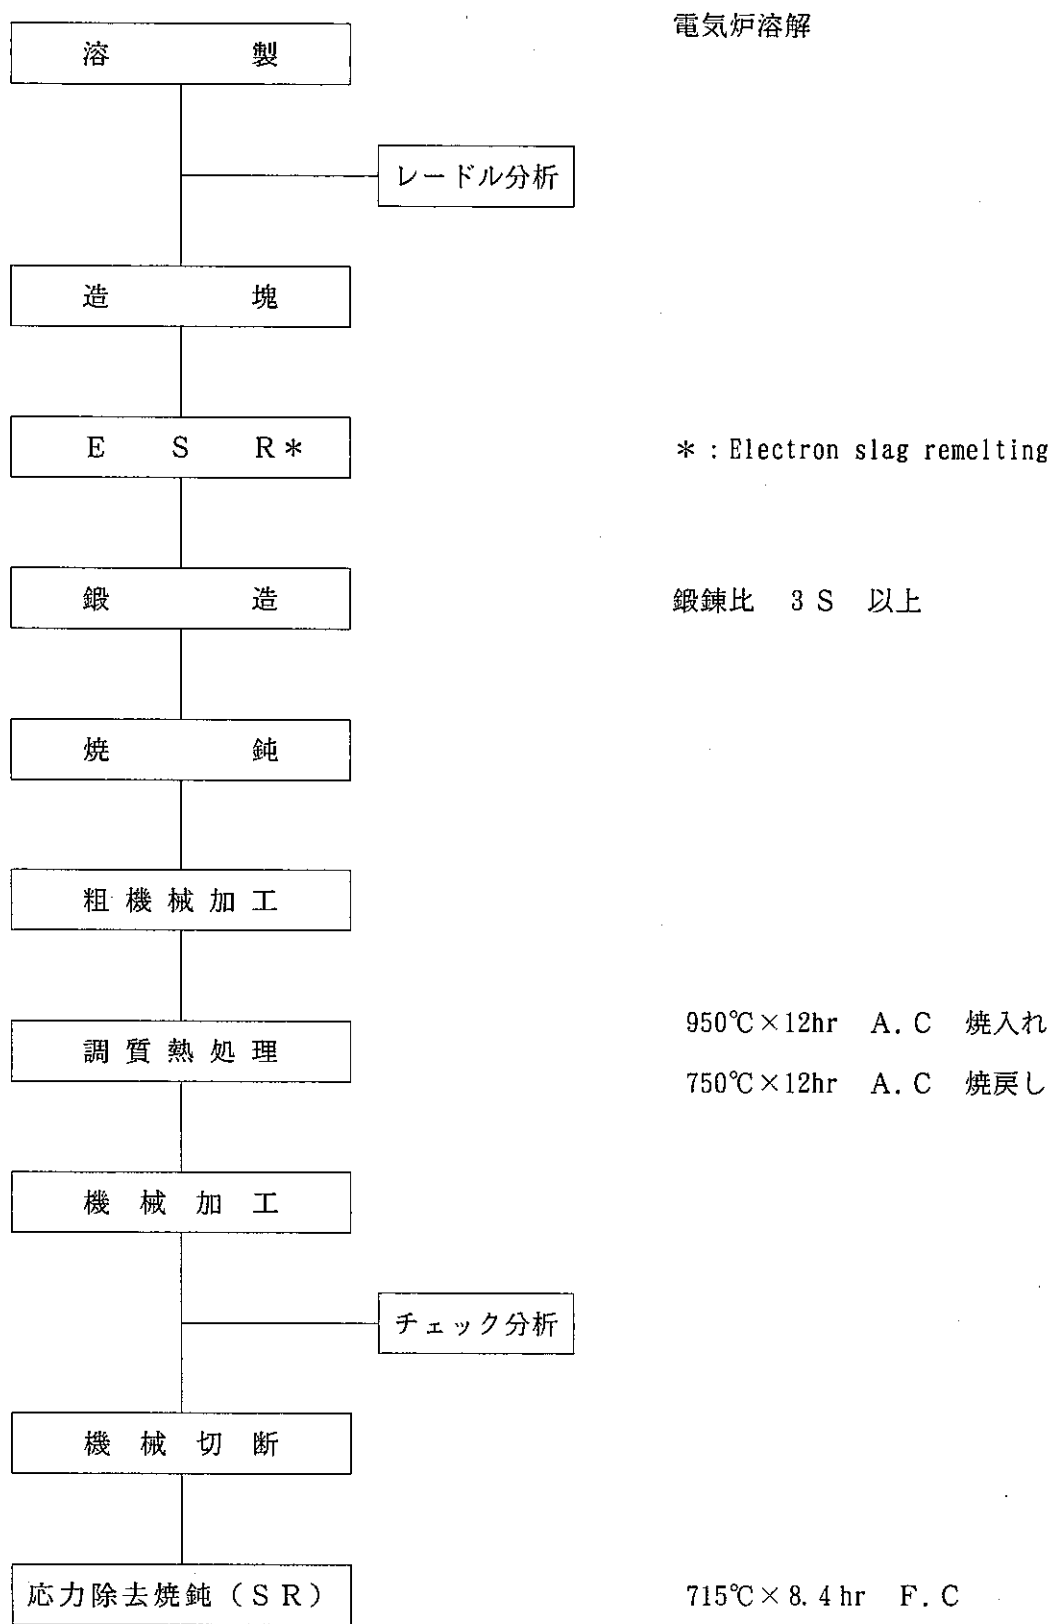 溶 製 電気炉溶解
レードル分析
造 塊
E S R* *:Electron slag remelting
鍛 造 鍛錬比 3S 以上
焼 鈍
粗機械加工
950℃×12hr A.C 焼入れ
調質熱処理
750℃×12hr A.C 焼戻し
機械加工
チェック分析
機械切断
応力除去焼鈍(SR) 715℃×8.4hr F.C